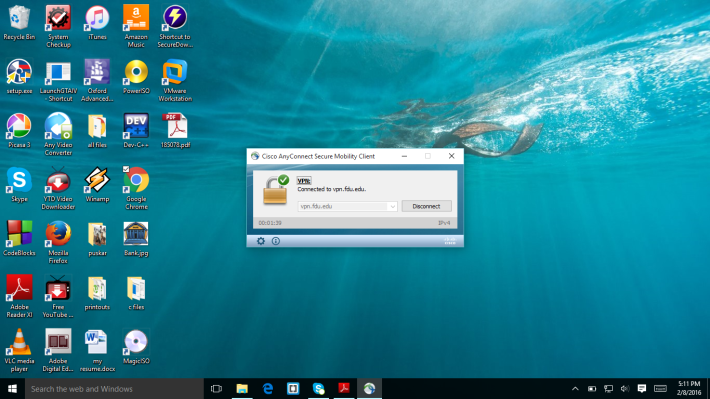 Recycle Bin
System Checkup
iTunes
Amazon Music
Shortcut to SecureDow...
setup.exe
LaunchGTAIV - Shortcut
Oxford Advanced...
PowerISO
VMware Workstation
Picasa 3
Any Video Converter
all files
DEV
Dev-C++
PDF
185078.pdf
Skype
YTD Video Downloader
Winamp
Google Chrome
CodeBlocks
Mozilla Firefox
puskar
Bank.jpg
Adobe Reader XI
Free YouTube ...
printouts
c files
VLC media player
Adobe Digital Ed...
my resume.docx
MagicISO
Cisco AnyConnect Secure Mobility Client
VPN:
Connected to vpn.fdu.edu.
vpn.fdu.edu
Disconnect
00:01:39
IPv4
Search the web and Windows
5:11 PM
2/8/2016